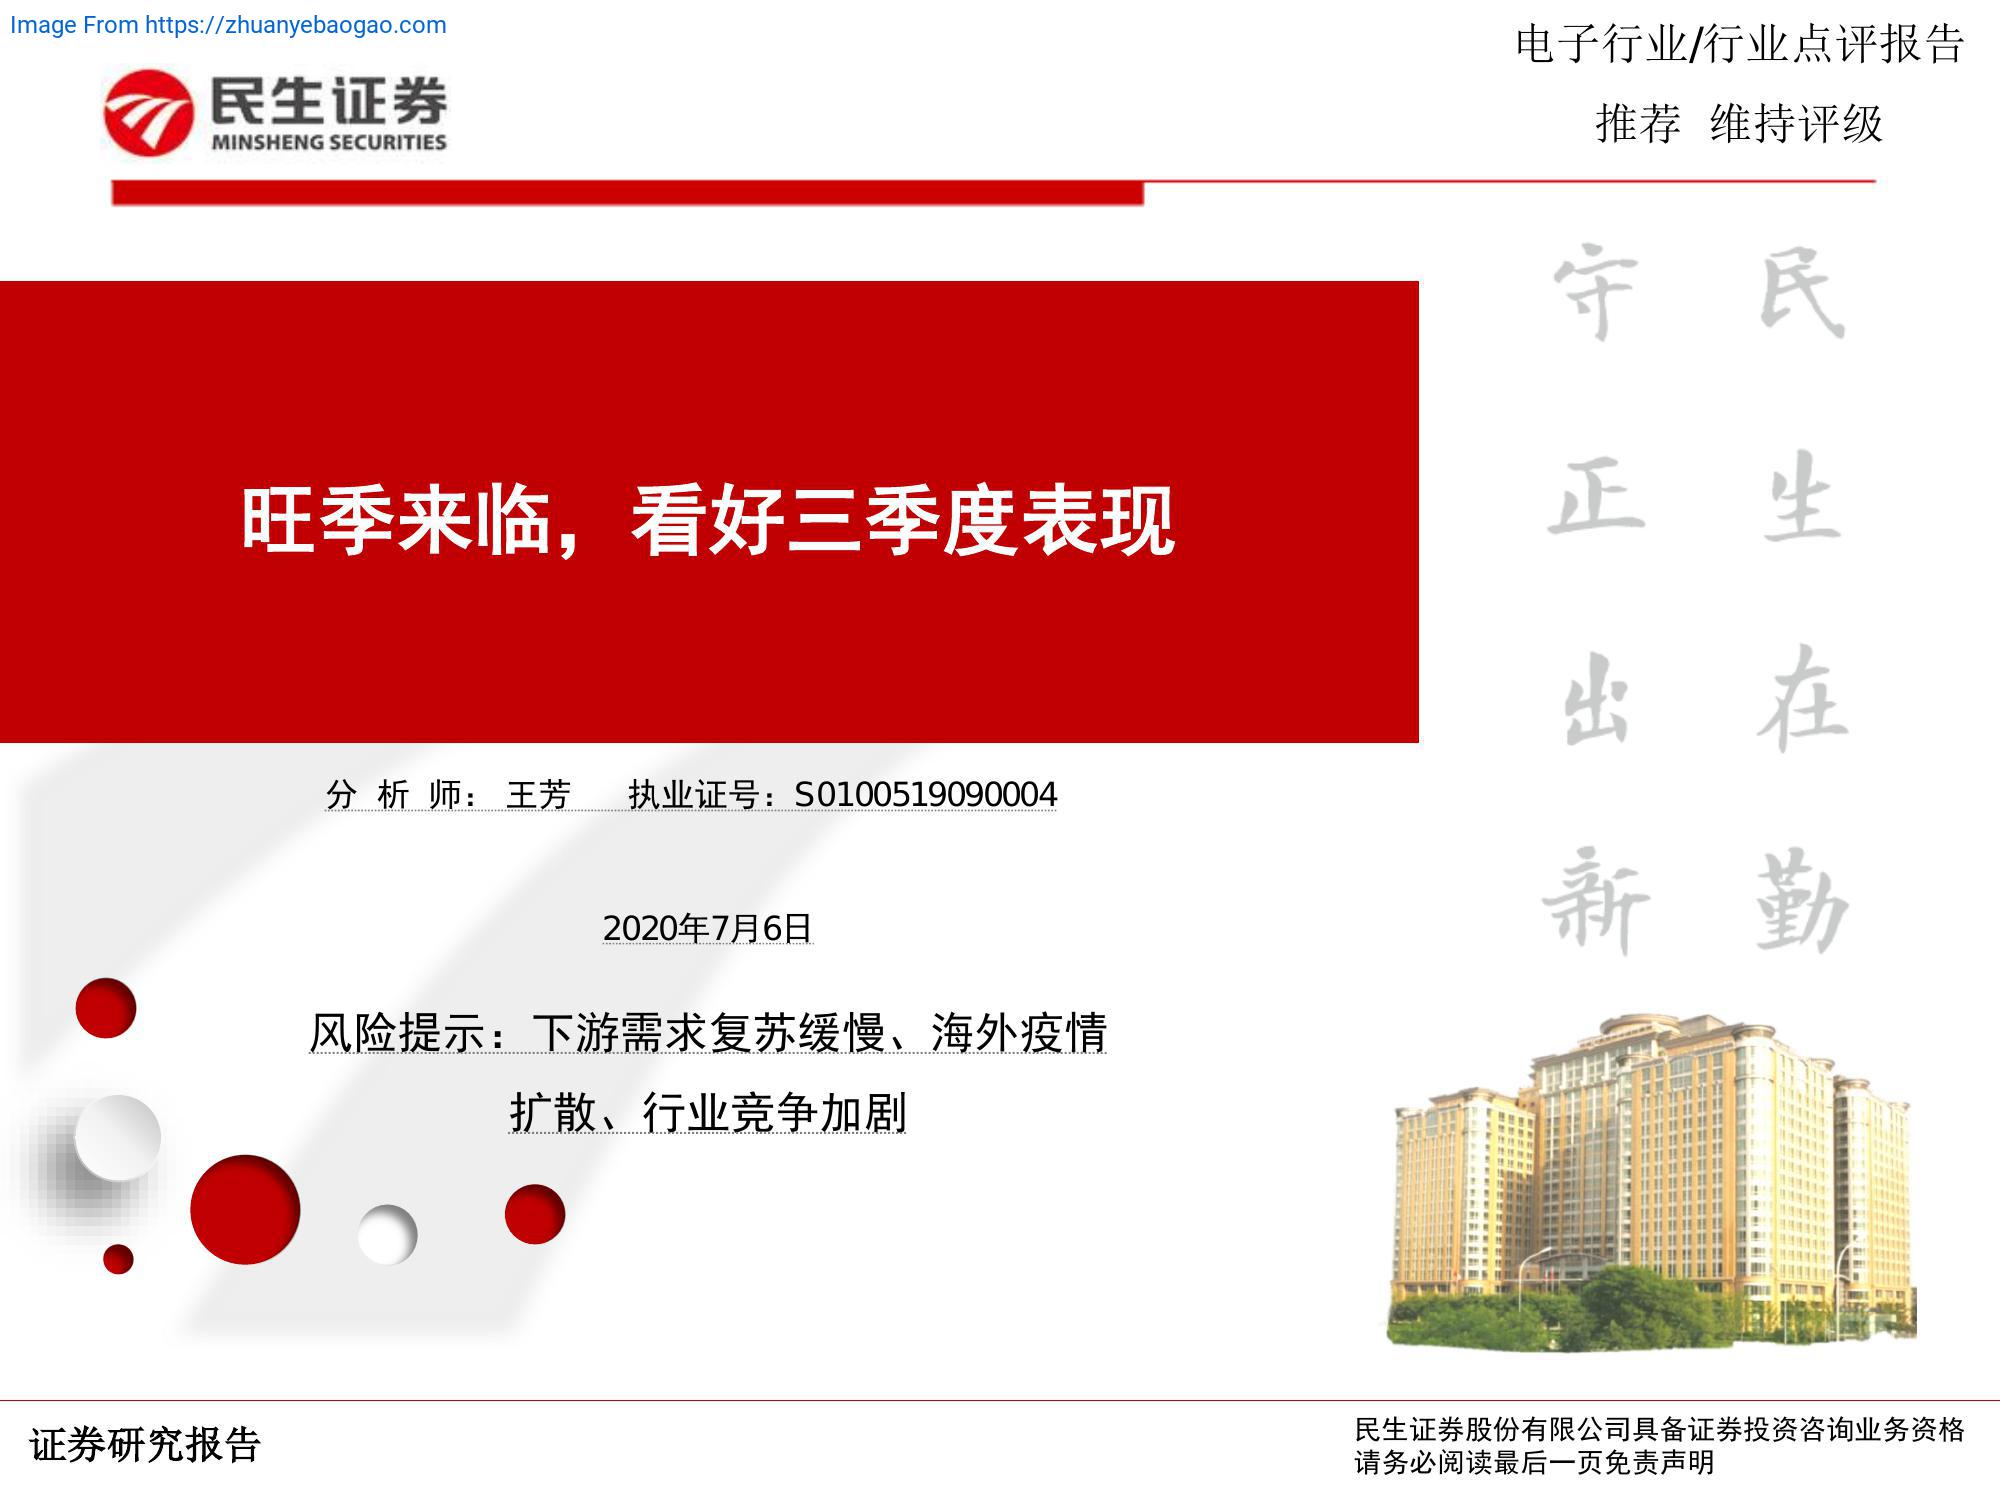 Image From https://zhuanyebaogao.com
电子行业/行业点评报告
民生证券
MINSHENG SECURITIES
推荐 维持评级
民生在勤
守正出新
旺季来临，看好三季度表现
分 析 师： 王芳 执业证号：S0100519090004
2020年7月6日
风险提示：下游需求复苏缓慢、海外疫情
扩散、行业竞争加剧
证券研究报告
民生证券股份有限公司具备证券投资咨询业务资格
请务必阅读最后一页免责声明